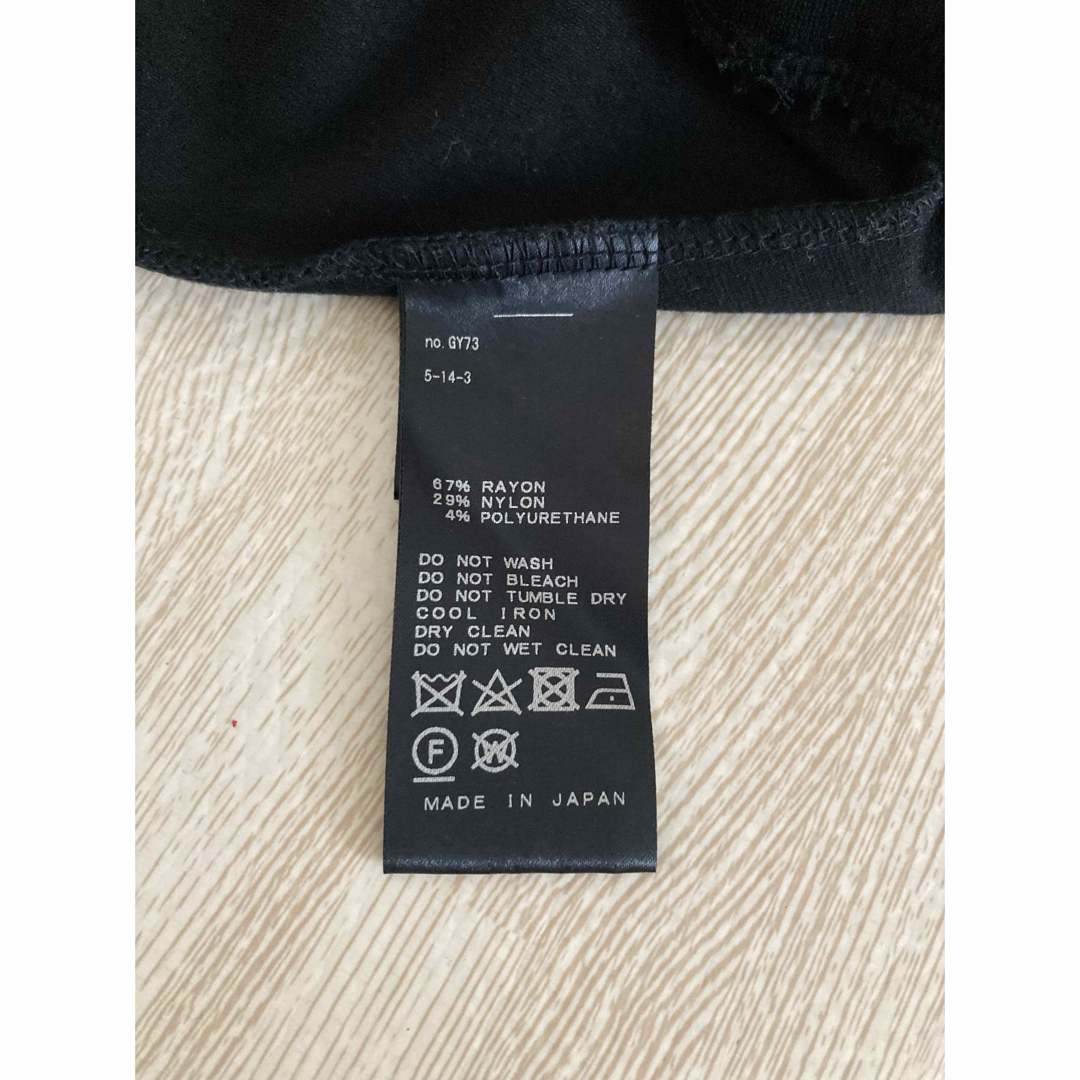 no. GY73
5-14-3
67% RAYON
29% NYLON
4% POLYURETHANE
DO NOT WASH
DO NOT BLEACH
DO NOT TUMBLE DRY
COOL IRON
DRY CLEAN
DO NOT WET CLEAN
F W
MADE IN JAPAN